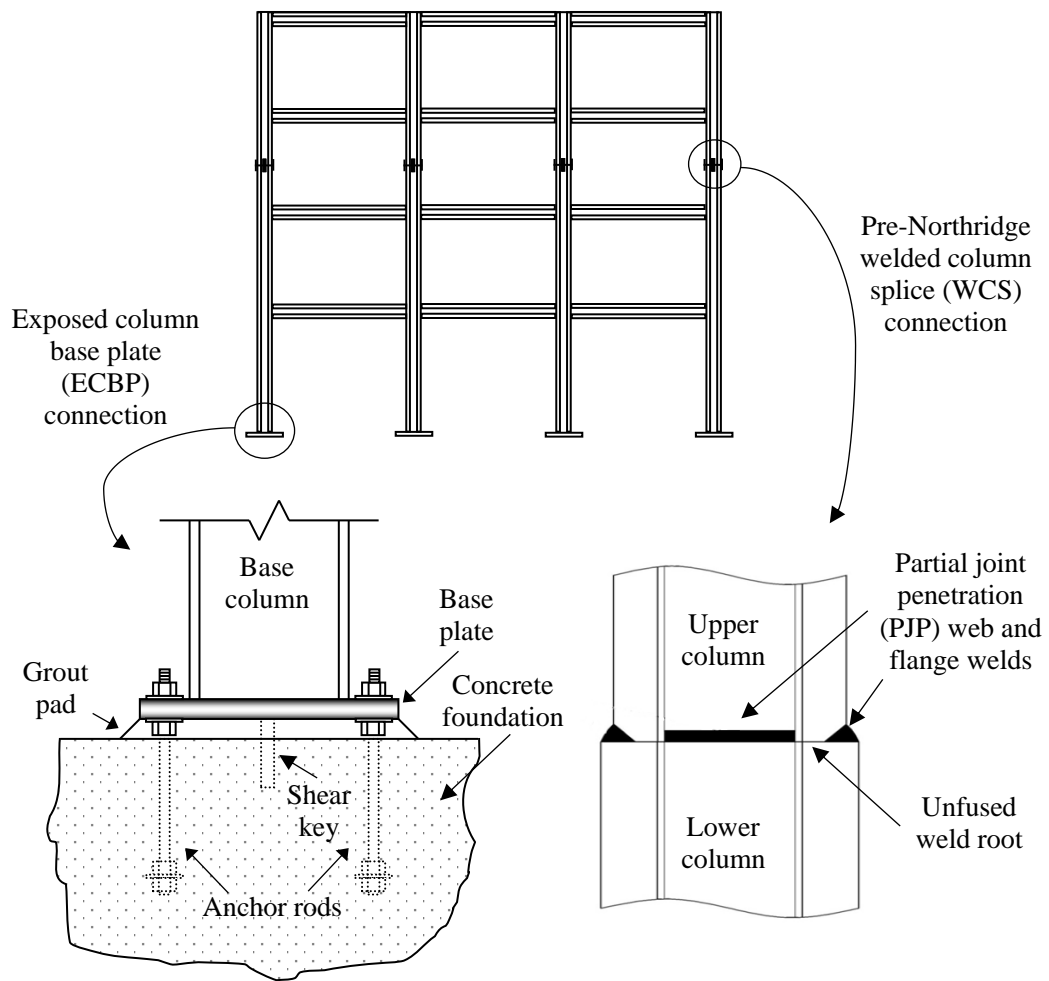 Pre-Northridge
welded column
splice (WCS)
connection
Exposed column
base plate
(ECBP)
connection
Base
column
Base
plate
Grout
pad
Concrete
foundation
Shear
key
Anchor rods
Partial joint
penetration
(PJP) web and
flange welds
Upper
column
Unfused
weld root
Lower
column